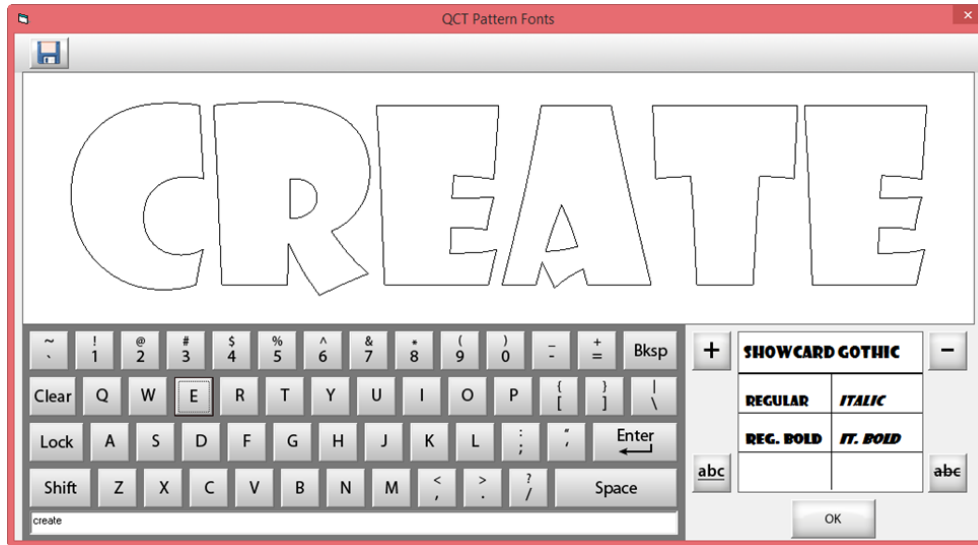 QCT Pattern Fonts
×
CREATE
~ ! @ # $ % ^ & * ( ) _ +
` 1 2 3 4 5 6 7 8 9 0 - = Bksp
Clear Q W E R T Y U I O P { [ } ] | \
Lock A S D F G H J K L : ; " ' Enter
Shift Z X C V B N M < , > . ? / Space
create
+ SHOWCARD GOTHIC −
REGULAR ITALIC
REG. BOLD IT. BOLD
abc abc
OK